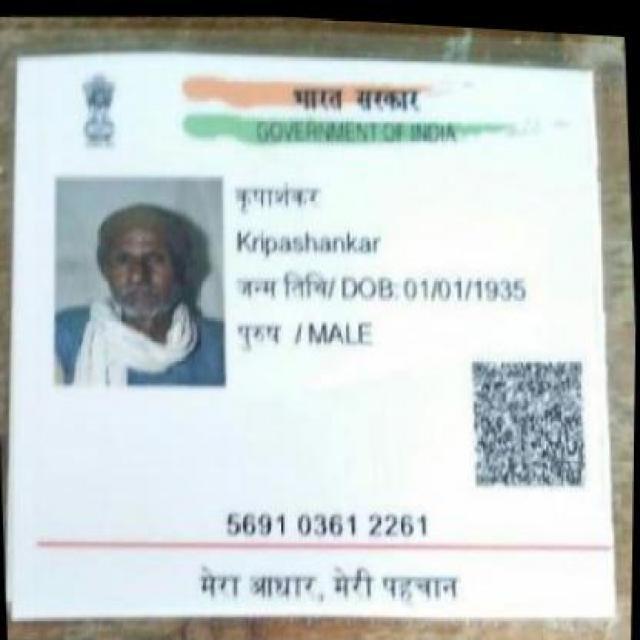 भारत सरकार
GOVERNMENT OF INDIA
कृपाशंकर
Kripashankar
जन्म तिथि/ DOB: 01/01/1935
पुरुष / MALE
5691 0361 2261
मेरा आधार, मेरी पहचान